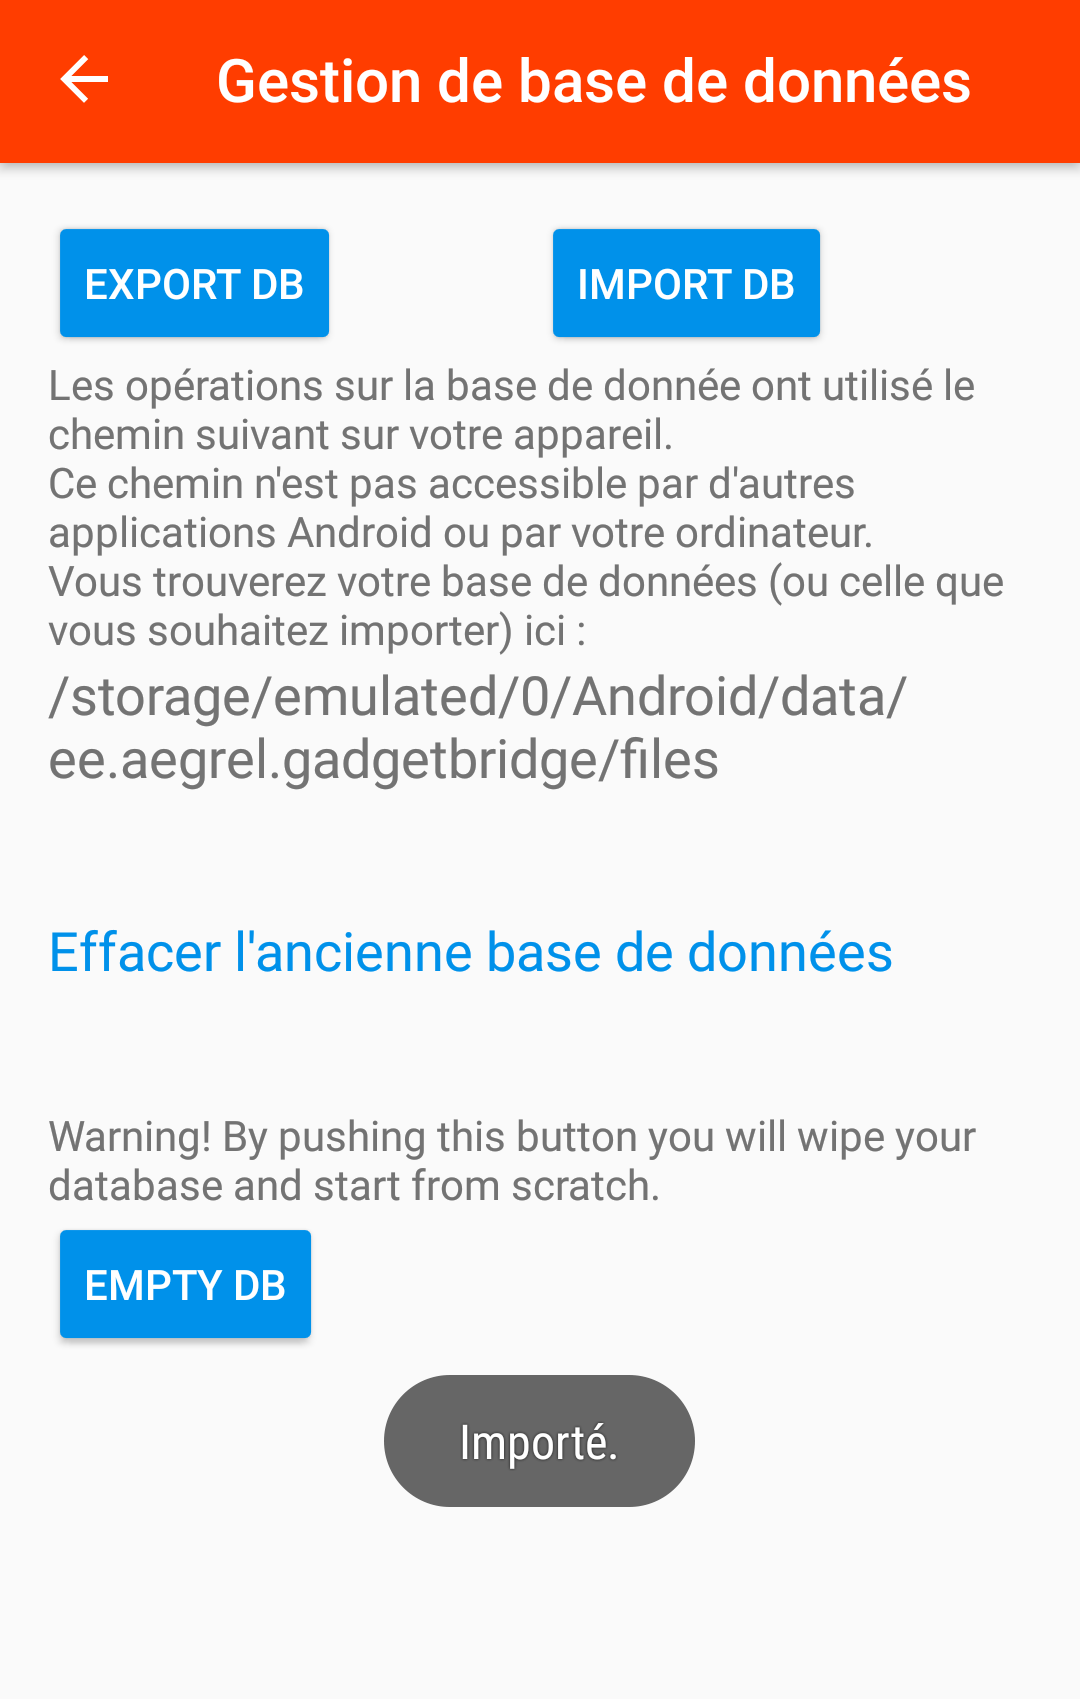 Gestion de base de données
EXPORT DB
IMPORT DB
Les opérations sur la base de donnée ont utilisé le
chemin suivant sur votre appareil.
Ce chemin n'est pas accessible par d'autres
applications Android ou par votre ordinateur.
Vous trouverez votre base de données (ou celle que
vous souhaitez importer) ici :
/storage/emulated/0/Android/data/
ee.aegrel.gadgetbridge/files
Effacer l'ancienne base de données
Warning! By pushing this button you will wipe your
database and start from scratch.
EMPTY DB
Importé.